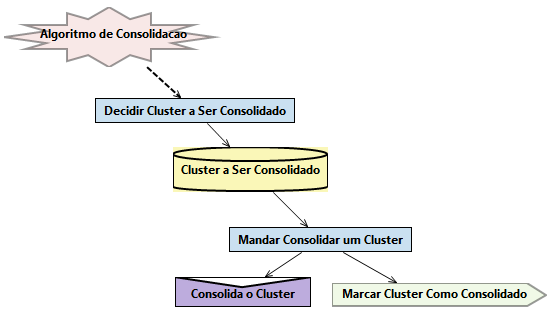 Algoritmo de Consolidacao
Decidir Cluster a Ser Consolidado
Cluster a Ser Consolidado
Mandar Consolidar um Cluster
Consolida o Cluster
Marcar Cluster Como Consolidado